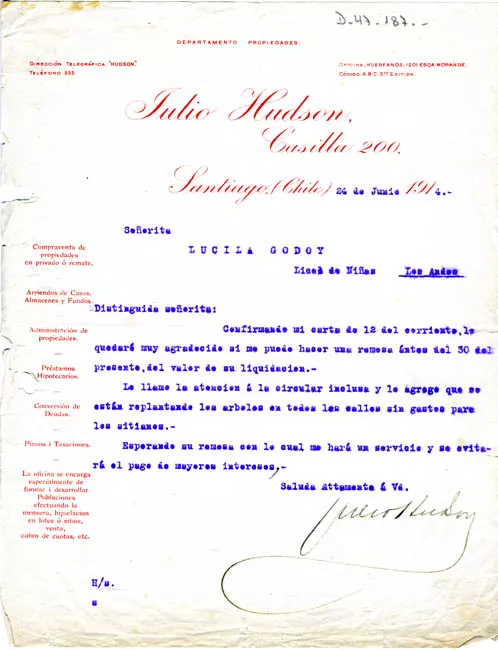 D-47-187.-
DEPARTAMENTO PROPIEDADES.
DIRECCIÓN TELEGRÁFICA "HUDSON."
TELÉFONO 555
OFICINA, HUERFANOS, 1201 ESQA MORANDÉ.
CÓDIGO A.B.C. 5TH EDITION.
Julio Hudson,
Casilla 200,
Santiago, (Chile) 24 de Junio 1914.-
Señorita
LUCILA GODOY
Liceo de Niñas Los Andes
Distinguida señorita:
Confirmando mi carta de 12 del corriente, le
quedaré muy agradecido si me puede hacer una remesa ántes del 30 del
presente, del valor de su liquidacion.-
Le llamo la atencion á la circular inclusa y le agrego que se
están replantando los arboles en todas las calles sin gastos para
los sitianos.-
Esperando su remesa con lo cual me hará un servicio y se evita-
rá el pago de mayores intereses,-
Saluda Attamente á Vd.
Julio Hudson
H/s.
s
Compraventa de
propiedades
en privado ó remate.
Arriendos de Casas,
Almacenes y Fundos.
Administración de
propiedades.
Préstamos
Hipotecarios.
Conversión de
Deudas.
Planos i Tasaciones.
La oficina se encarga
especialmente de
formar i desarrollar
Poblaciones
efectuando la
mensura, hijuelacion
en lotes ó sitios,
venta,
cobro de cuotas, etc.